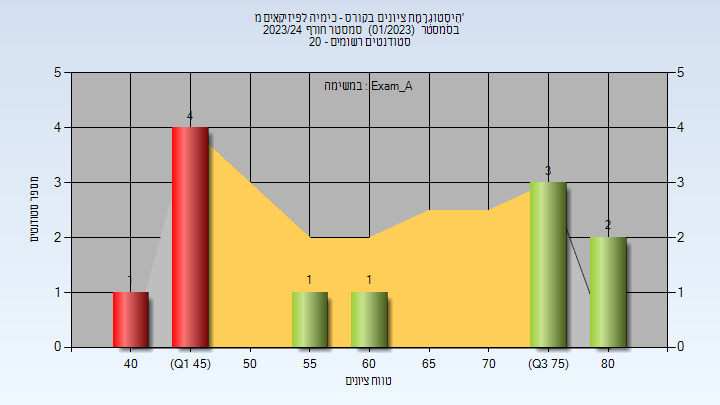 היסטוגרמת ציונים בקורס - כימיה לפיזיקאים מ'
בסמסטר (01/2023) סמסטר חורף 2023/24
סטודנטים רשומים - 20
במשימה : Exam_A
5 5
4 4 4
3 3 3
2 2 2
1 1 1 1 1
0 0
40 (Q1 45) 50 55 60 65 70 (Q3 75) 80
מספר סטודנטים
טווח ציונים